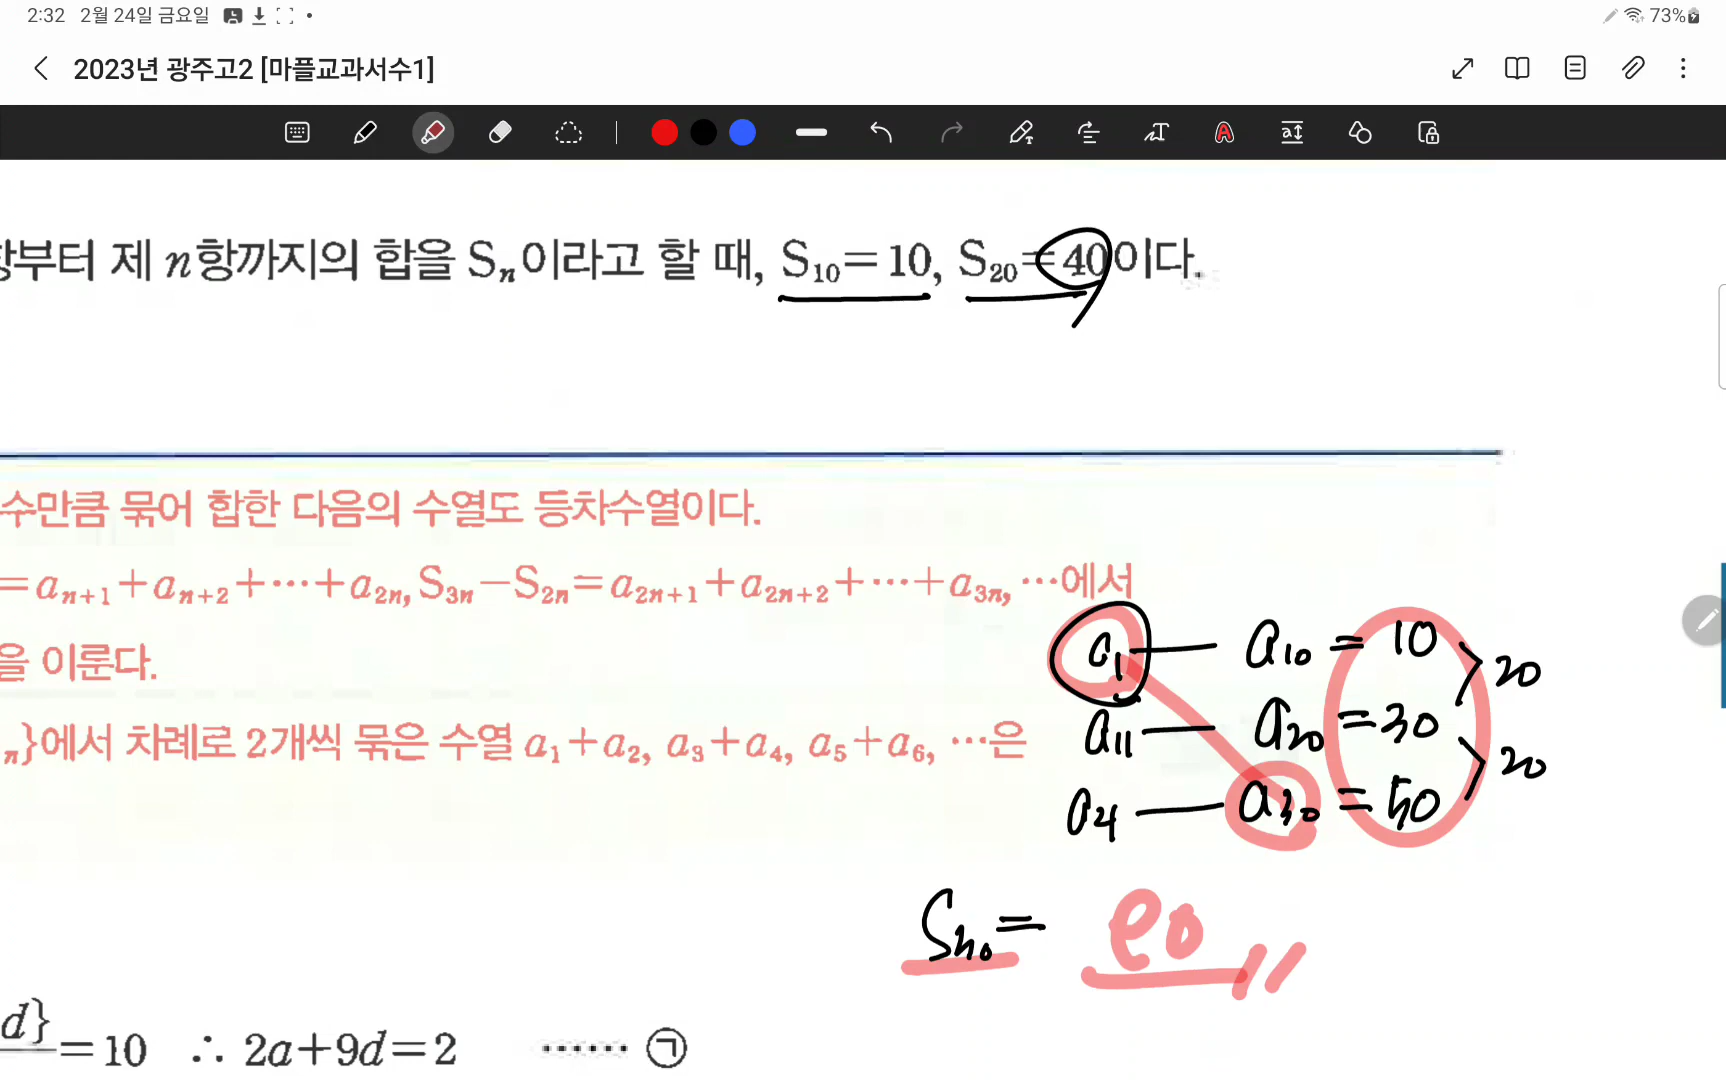 2:32 2월 24일 금요일 73%
2023년 광주고2 [마플교과서수1]
부터 제 n항까지의 합을 Sₙ이라고 할 때, S₁₀=10, S₂₀=40이다.
수만큼 묶어 합한 다음의 수열도 등차수열이다.
=aₙ₊₁+aₙ₊₂+⋯+a₂ₙ, S₃ₙ−S₂ₙ=a₂ₙ₊₁+a₂ₙ₊₂+⋯+a₃ₙ, ⋯에서
을 이룬다.
a₁ — a₁₀ = 10
20
ₙ}에서 차례로 2개씩 묶은 수열 a₁+a₂, a₃+a₄, a₅+a₆, ⋯은
a₁₁ — a₂₀ = 30
20
a₂₁ — a₃₀ = 50
S₃₀ = 90
d}
=10 ∴ 2a+9d=2 ⋯⋯ ㉠